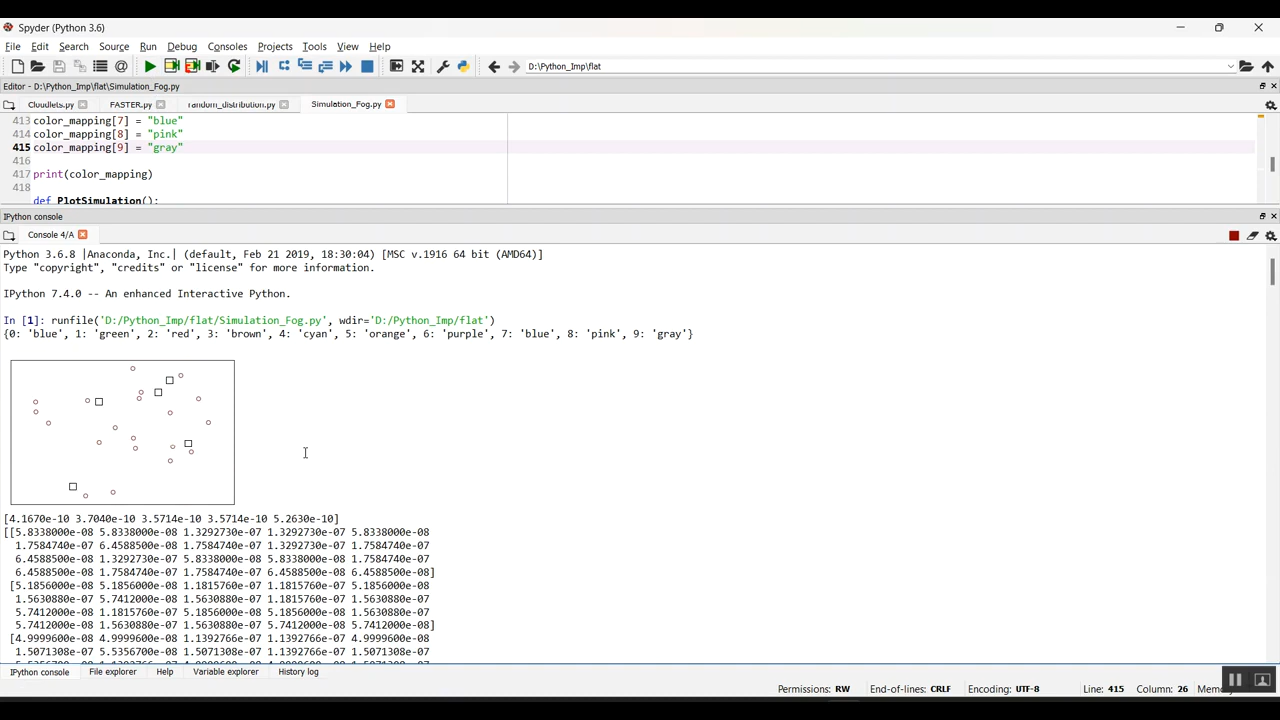 Spyder (Python 3.6)
File Edit Search Source Run Debug Consoles Projects Tools View Help
D:\Python_Imp\flat
Editor - D:\Python_Imp\flat\Simulation_Fog.py
Cloudlets.py FASTER.py random_distribution.py Simulation_Fog.py
413 color_mapping[7] = "blue"
414 color_mapping[8] = "pink"
415 color_mapping[9] = "gray"
416
417 print(color_mapping)
418
def PlotSimulation():
IPython console
Console 4/A
Python 3.6.8 |Anaconda, Inc.| (default, Feb 21 2019, 18:30:04) [MSC v.1916 64 bit (AMD64)]
Type "copyright", "credits" or "license" for more information.
IPython 7.4.0 -- An enhanced Interactive Python.
In [1]: runfile('D:/Python_Imp/flat/Simulation_Fog.py', wdir='D:/Python_Imp/flat')
{0: 'blue', 1: 'green', 2: 'red', 3: 'brown', 4: 'cyan', 5: 'orange', 6: 'purple', 7: 'blue', 8: 'pink', 9: 'gray'}
[4.1670e-10 3.7040e-10 3.5714e-10 3.5714e-10 5.2630e-10]
[[5.8338000e-08 5.8338000e-08 1.3292730e-07 1.3292730e-07 5.8338000e-08
1.7584740e-07 6.4588500e-08 1.7584740e-07 1.3292730e-07 1.7584740e-07
6.4588500e-08 1.3292730e-07 5.8338000e-08 5.8338000e-08 1.7584740e-07
6.4588500e-08 1.7584740e-07 1.7584740e-07 6.4588500e-08 6.4588500e-08]
[5.1856000e-08 5.1856000e-08 1.1815760e-07 1.1815760e-07 5.1856000e-08
1.5630880e-07 5.7412000e-08 1.5630880e-07 1.1815760e-07 1.5630880e-07
5.7412000e-08 1.1815760e-07 5.1856000e-08 5.1856000e-08 1.5630880e-07
5.7412000e-08 1.5630880e-07 1.5630880e-07 5.7412000e-08 5.7412000e-08]
[4.9999600e-08 4.9999600e-08 1.1392766e-07 1.1392766e-07 4.9999600e-08
1.5071308e-07 5.5356700e-08 1.5071308e-07 1.1392766e-07 1.5071308e-07
IPython console File explorer Help Variable explorer History log
Permissions: RW End-of-lines: CRLF Encoding: UTF-8 Line: 415 Column: 26